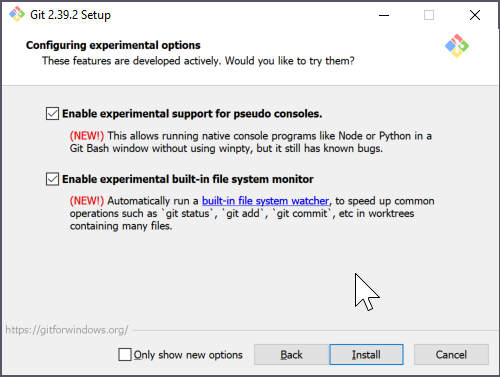 Git 2.39.2 Setup
Configuring experimental options
These features are developed actively. Would you like to try them?
Enable experimental support for pseudo consoles.
(NEW!) This allows running native console programs like Node or Python in a
Git Bash window without using winpty, but it still has known bugs.
Enable experimental built-in file system monitor
(NEW!) Automatically run a built-in file system watcher, to speed up common
operations such as `git status`, `git add`, `git commit`, etc in worktrees
containing many files.
https://gitforwindows.org/
Only show new options
Back
Install
Cancel